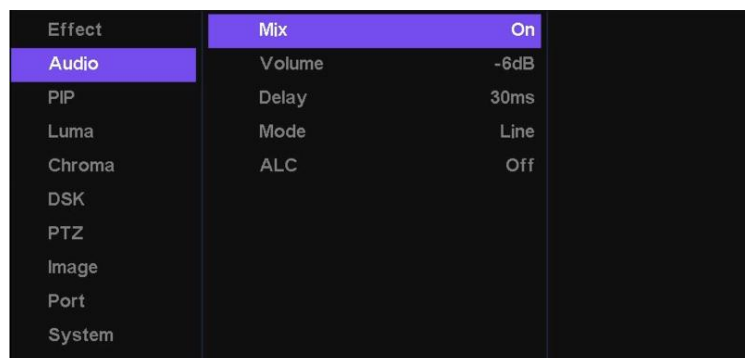 Effect
Audio
PIP
Luma
Chroma
DSK
PTZ
Image
Port
System
Mix On
Volume -6dB
Delay 30ms
Mode Line
ALC Off